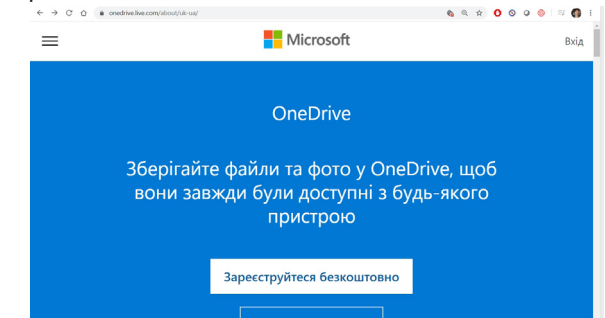 onedrive.live.com/about/uk-ua/
Microsoft
Вхід
OneDrive
Зберігайте файли та фото у OneDrive, щоб
вони завжди були доступні з будь-якого
пристрою
Зареєструйтеся безкоштовно